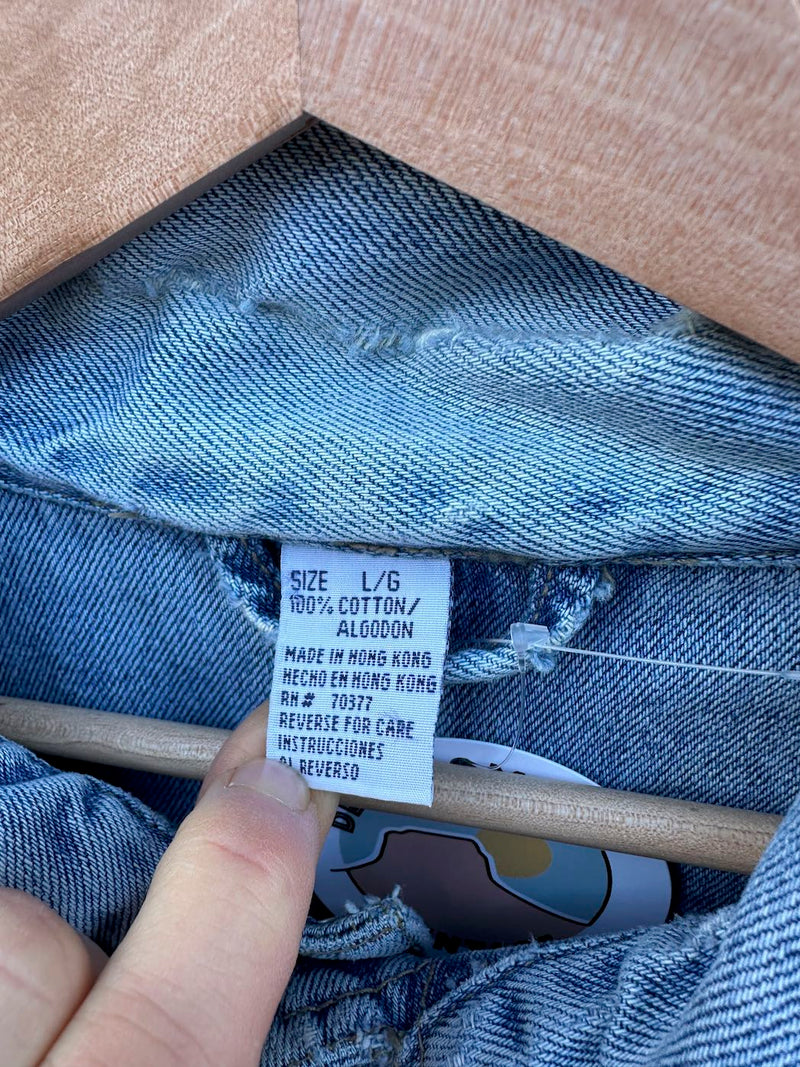 SIZE L/G
100% COTTON/
ALGODON
MADE IN HONG KONG
HECHO EN HONG KONG
RN# 70377
REVERSE FOR CARE
INSTRUCCIONES
AL REVERSO